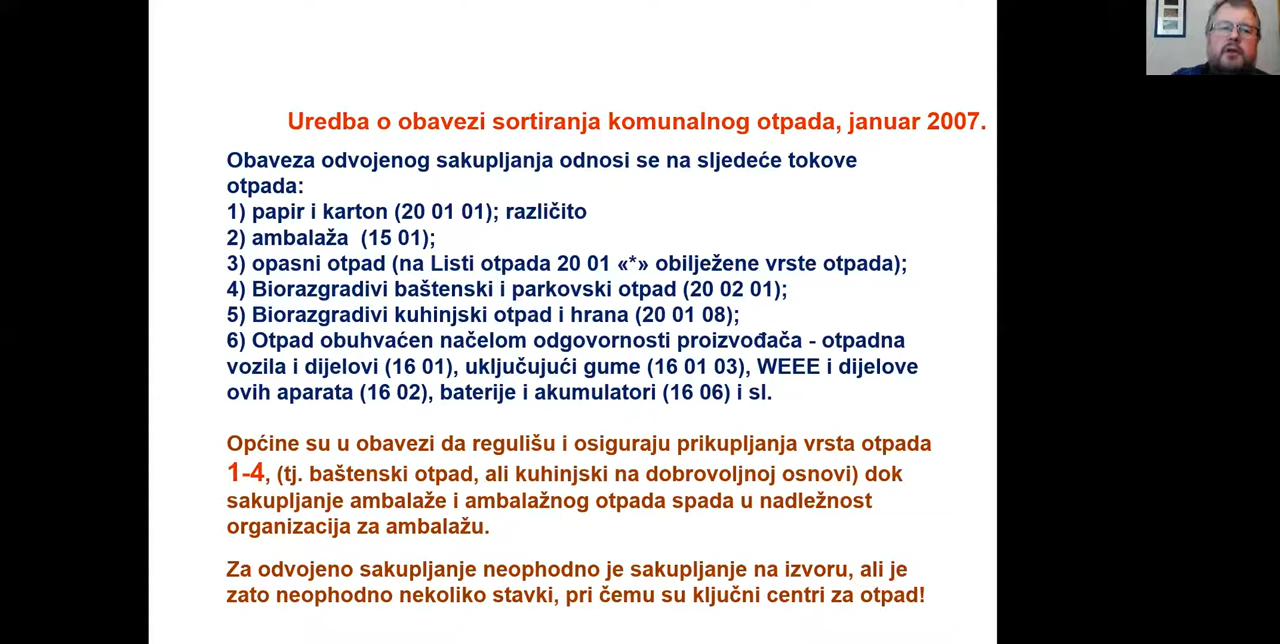 Uredba o obavezi sortiranja komunalnog otpada, januar 2007.
Obaveza odvojenog sakupljanja odnosi se na sljedeće tokove
otpada:
1) papir i karton (20 01 01); različito
2) ambalaža (15 01);
3) opasni otpad (na Listi otpada 20 01 «*» obilježene vrste otpada);
4) Biorazgradivi baštenski i parkovski otpad (20 02 01);
5) Biorazgradivi kuhinjski otpad i hrana (20 01 08);
6) Otpad obuhvaćen načelom odgovornosti proizvođača - otpadna
vozila i dijelovi (16 01), uključujući gume (16 01 03), WEEE i dijelove
ovih aparata (16 02), baterije i akumulatori (16 06) i sl.
Općine su u obavezi da regulišu i osiguraju prikupljanja vrsta otpada
1-4, (tj. baštenski otpad, ali kuhinjski na dobrovoljnoj osnovi) dok
sakupljanje ambalaže i ambalažnog otpada spada u nadležnost
organizacija za ambalažu.
Za odvojeno sakupljanje neophodno je sakupljanje na izvoru, ali je
zato neophodno nekoliko stavki, pri čemu su ključni centri za otpad!